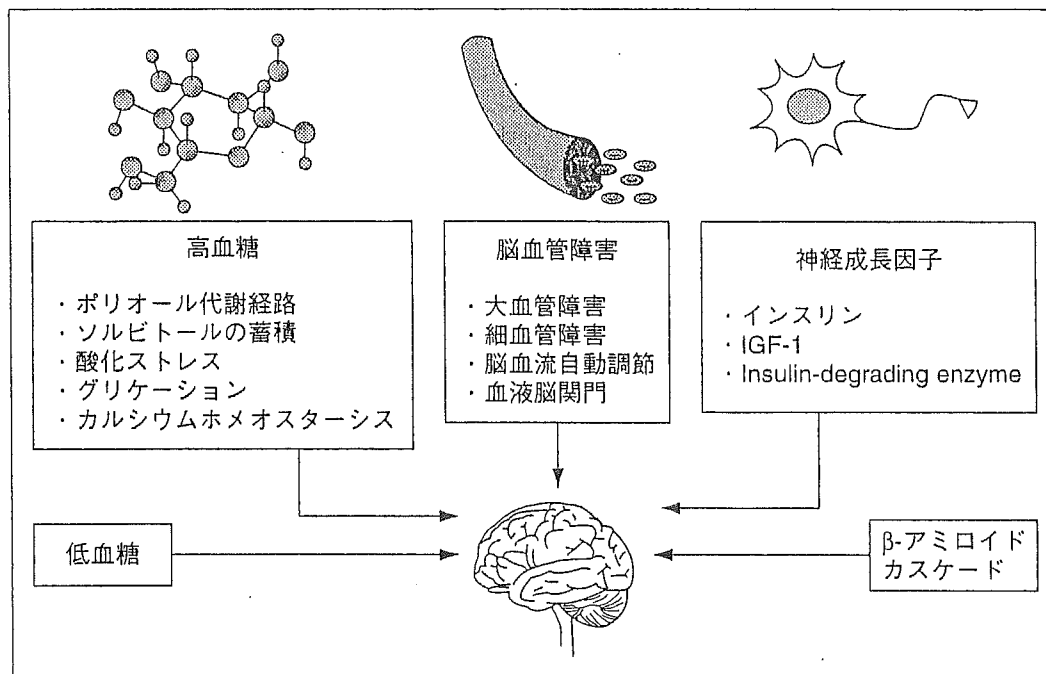 高血糖
・ポリオール代謝経路
・ソルビトールの蓄積
・酸化ストレス
・グリケーション
・カルシウムホメオスターシス
脳血管障害
・大血管障害
・細血管障害
・脳血流自動調節
・血液脳関門
神経成長因子
・インスリン
・IGF-1
・Insulin-degrading enzyme
低血糖
β-アミロイド
カスケード